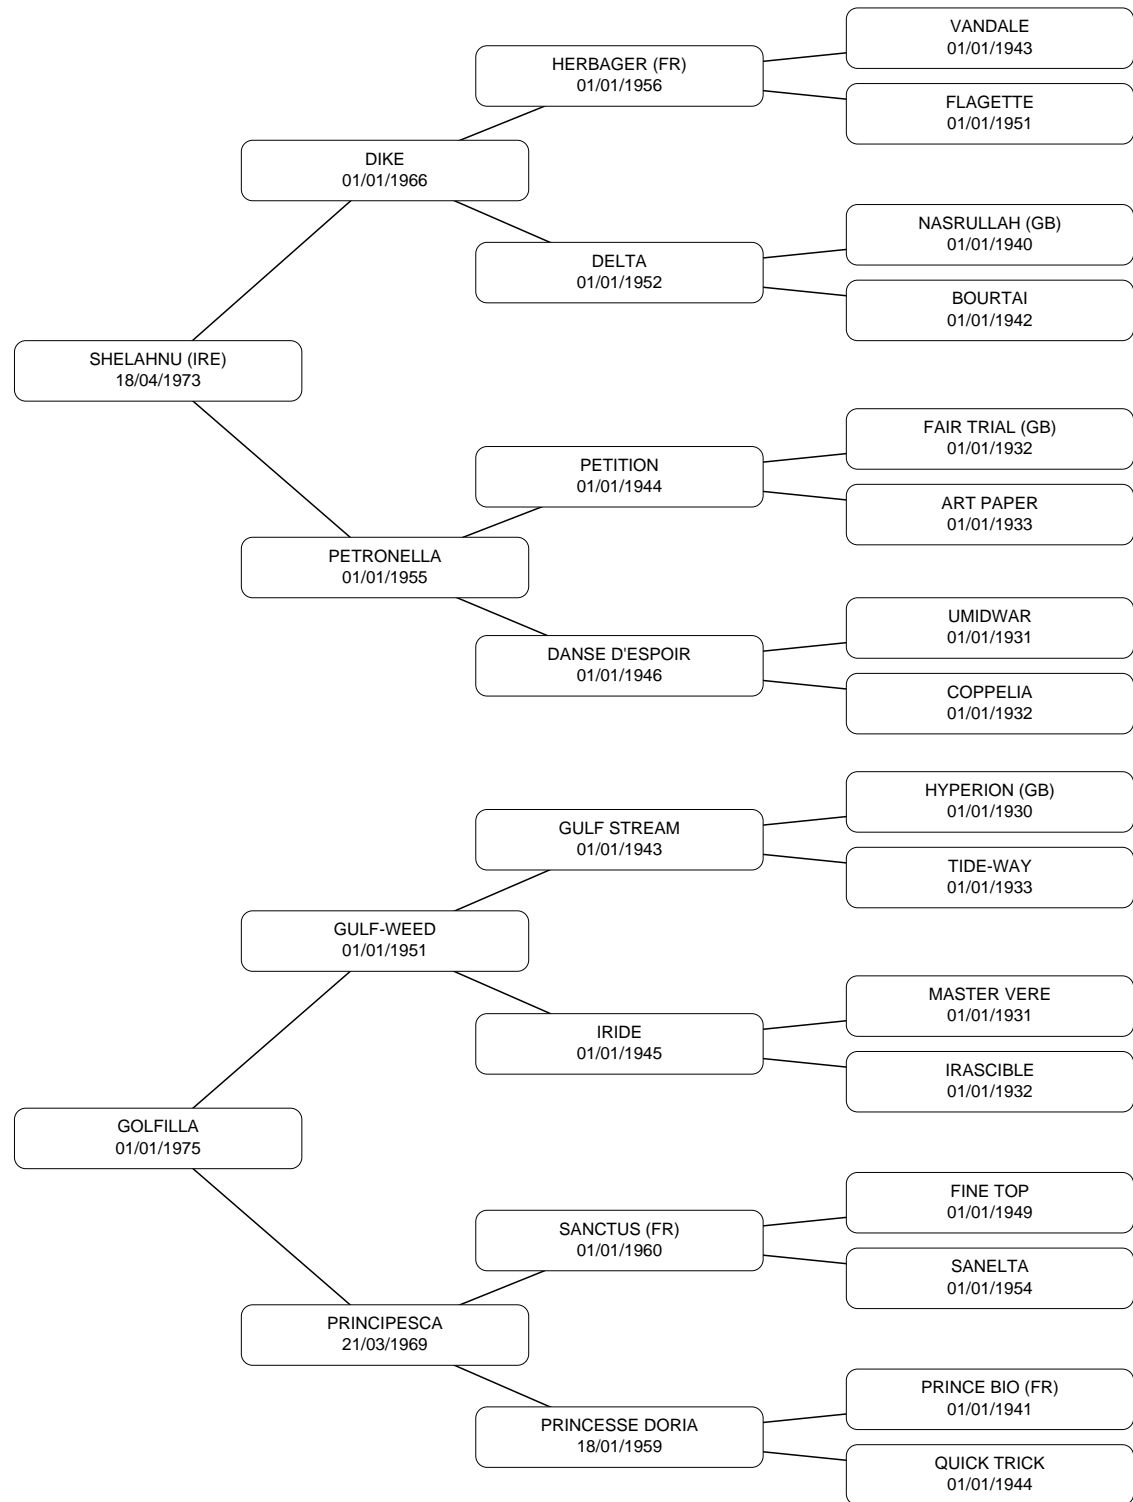 VANDALE
01/01/1943
HERBAGER (FR)
01/01/1956
FLAGETTE
01/01/1951
DIKE
01/01/1966
NASRULLAH (GB)
01/01/1940
DELTA
01/01/1952
BOURTAI
01/01/1942
SHELAHNU (IRE)
18/04/1973
FAIR TRIAL (GB)
01/01/1932
PETITION
01/01/1944
ART PAPER
01/01/1933
PETRONELLA
01/01/1955
UMIDWAR
01/01/1931
DANSE D'ESPOIR
01/01/1946
COPPELIA
01/01/1932
HYPERION (GB)
01/01/1930
GULF STREAM
01/01/1943
TIDE-WAY
01/01/1933
GULF-WEED
01/01/1951
MASTER VERE
01/01/1931
IRIDE
01/01/1945
IRASCIBLE
01/01/1932
GOLFILLA
01/01/1975
FINE TOP
01/01/1949
SANCTUS (FR)
01/01/1960
SANELTA
01/01/1954
PRINCIPESCA
21/03/1969
PRINCE BIO (FR)
01/01/1941
PRINCESSE DORIA
18/01/1959
QUICK TRICK
01/01/1944